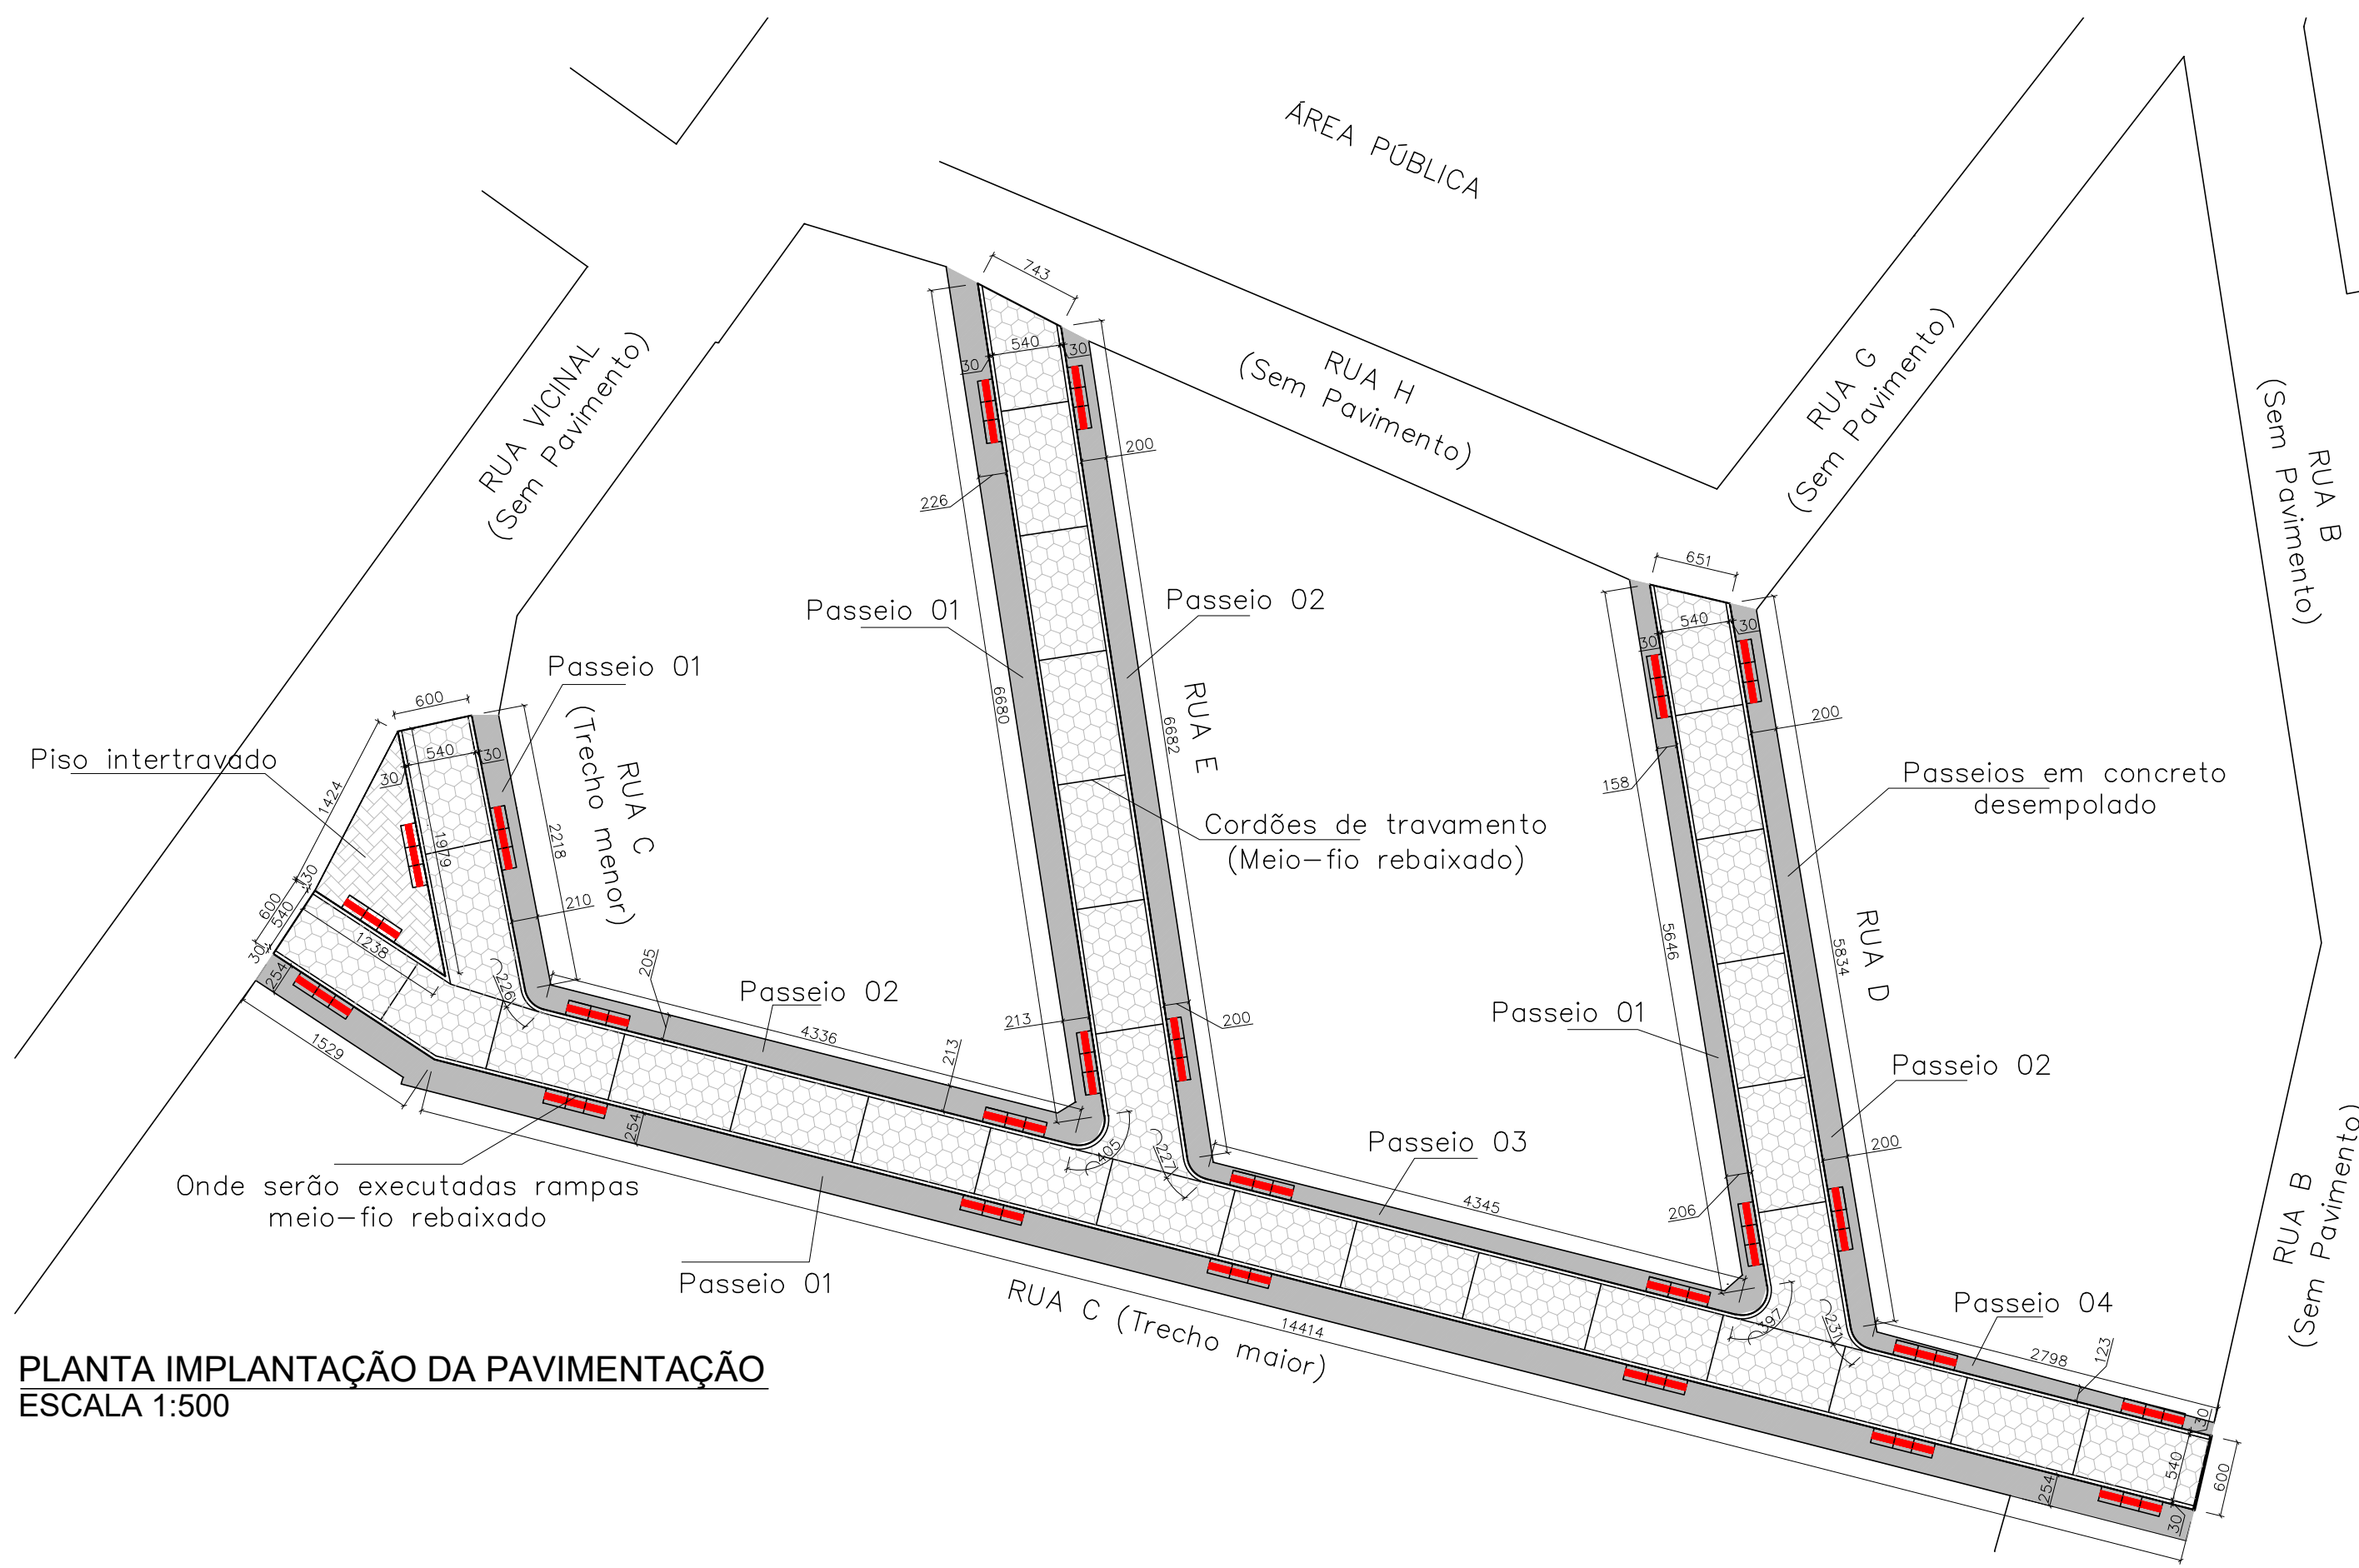 ÁREA PÚBLICA
743
540
30
30
RUA H
(Sem Pavimento)
RUA G
(Sem Pavimento)
RUA VICINAL
(Sem Pavimento)
RUA B
(Sem Pavimento)
200
226
651
540
30
30
Passeio 01
Passeio 02
Passeio 01
600
540
30
30
RUA C
(Trecho menor)
6680
6682
RUA E
200
158
Piso intertravado
1424
1979
2218
Passeios em concreto
desempolado
Cordões de travamento
(Meio-fio rebaixado)
30
600
540
30
1238
254
210
205
226
Passeio 02
4336
213
213
200
5646
5834
RUA D
Passeio 01
Passeio 02
200
1529
254
405
227
Passeio 03
4345
206
Onde serão executadas rampas
meio-fio rebaixado
Passeio 01
RUA C (Trecho maior)
14414
397
231
Passeio 04
2798
123
RUA B
(Sem Pavimento)
30
540
600
254
30
PLANTA IMPLANTAÇÃO DA PAVIMENTAÇÃO
ESCALA 1:500